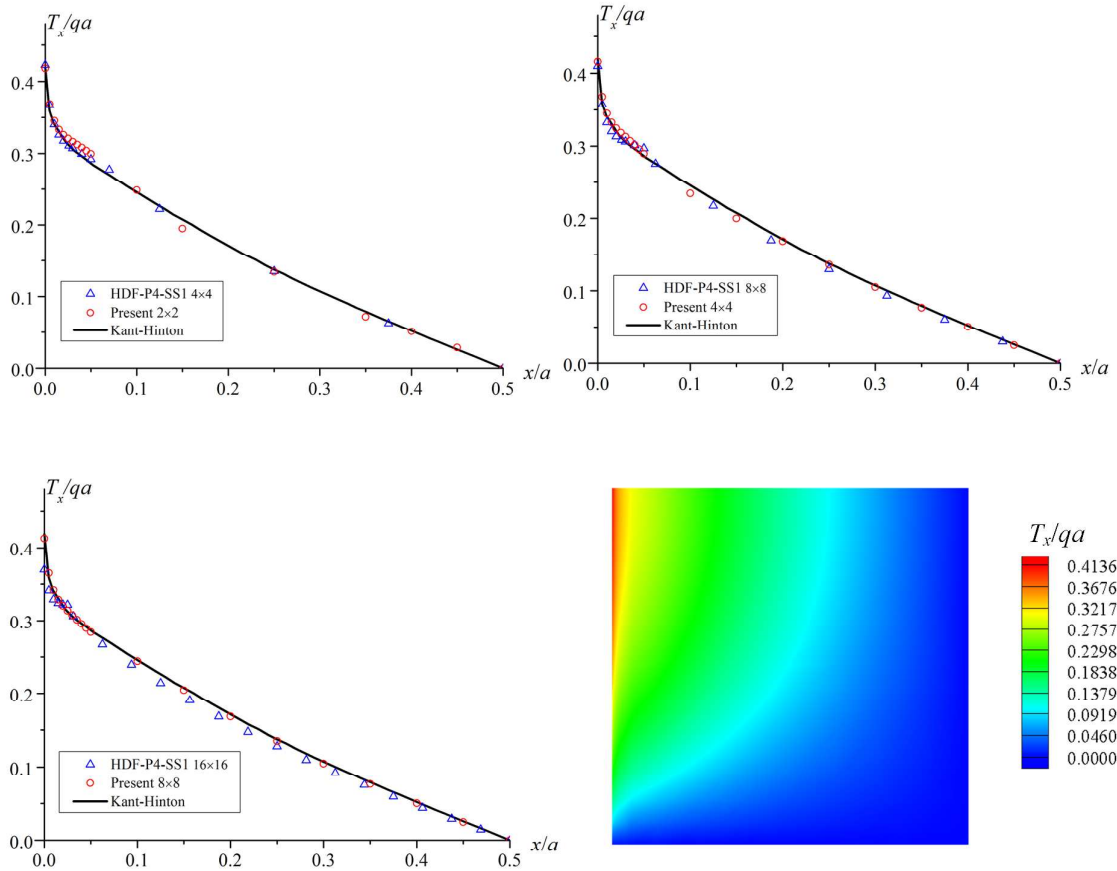 T_x/qa
0.4
0.3
0.2
0.1
0.0
HDF-P4-SS1 4×4
Present 2×2
Kant-Hinton
0.0 0.1 0.2 0.3 0.4 0.5
x/a
T_x/qa
0.4
0.3
0.2
0.1
0.0
HDF-P4-SS1 8×8
Present 4×4
Kant-Hinton
0.0 0.1 0.2 0.3 0.4 0.5
x/a
T_x/qa
0.4
0.3
0.2
0.1
0.0
HDF-P4-SS1 16×16
Present 8×8
Kant-Hinton
0.0 0.1 0.2 0.3 0.4 0.5
x/a
T_x/qa
0.4136
0.3676
0.3217
0.2757
0.2298
0.1838
0.1379
0.0919
0.0460
0.0000